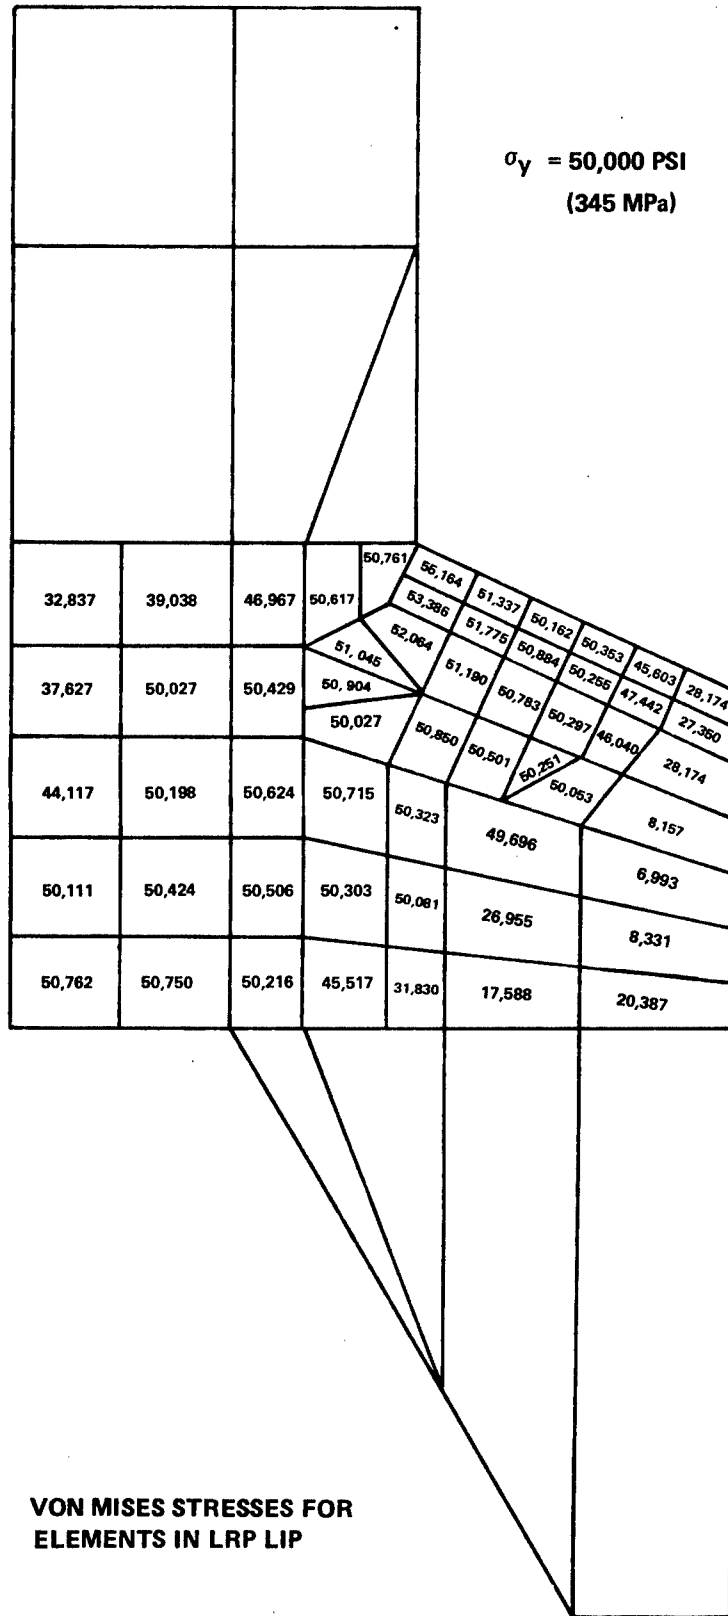 σy = 50,000 PSI
(345 MPa)
50,761
32,837 39,038 46,967 50,617
55,164 51,337 50,162 50,353 45,603 28,174
53,386 51,775 50,884 50,255 47,442 27,350
52,064 51,190 50,783 50,297 46,040 28,174
51, 045
37,627 50,027 50,429 50, 904
50,027 50,850 50,501 50,251 50,053 8,157
44,117 50,198 50,624 50,715 50,323 49,696 6,993
50,111 50,424 50,506 50,303 50,081 26,955 8,331
50,762 50,750 50,216 45,517 31,830 17,588 20,387
VON MISES STRESSES FOR
ELEMENTS IN LRP LIP